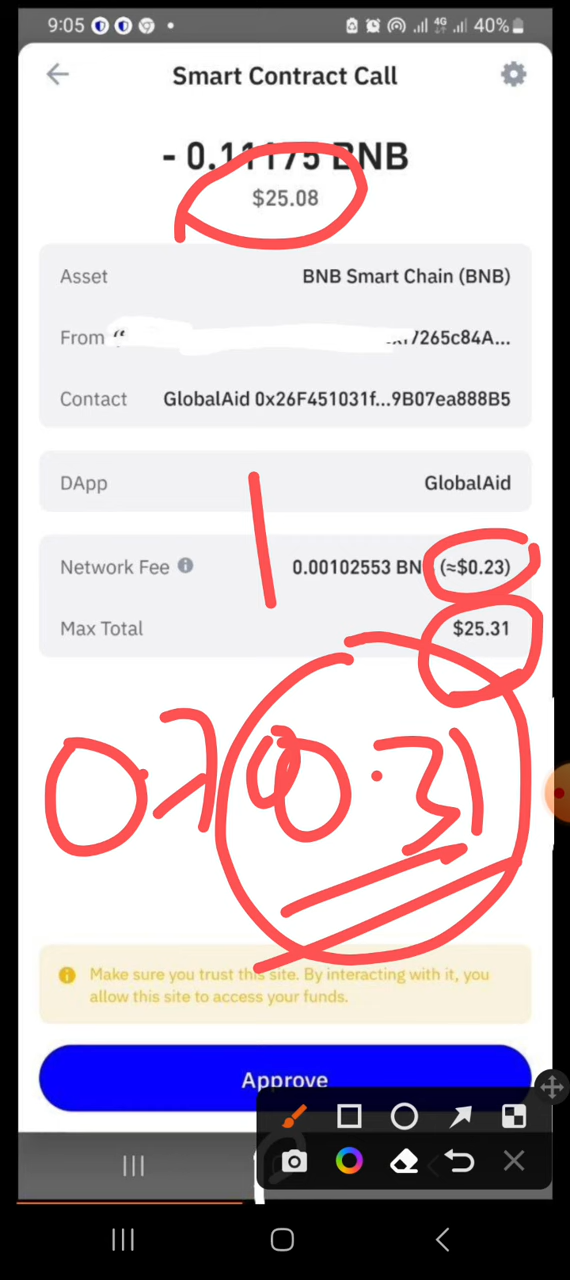 9:05
4G
40%
Smart Contract Call
- 0.11175 BNB
$25.08
Asset BNB Smart Chain (BNB)
From 7265c84A...
Contact GlobalAid 0x26F451031f...9B07ea888B5
DApp GlobalAid
Network Fee 0.00102553 BN (≈$0.23)
Max Total $25.31
0.31
Make sure you trust this site. By interacting with it, you
allow this site to access your funds.
Approve